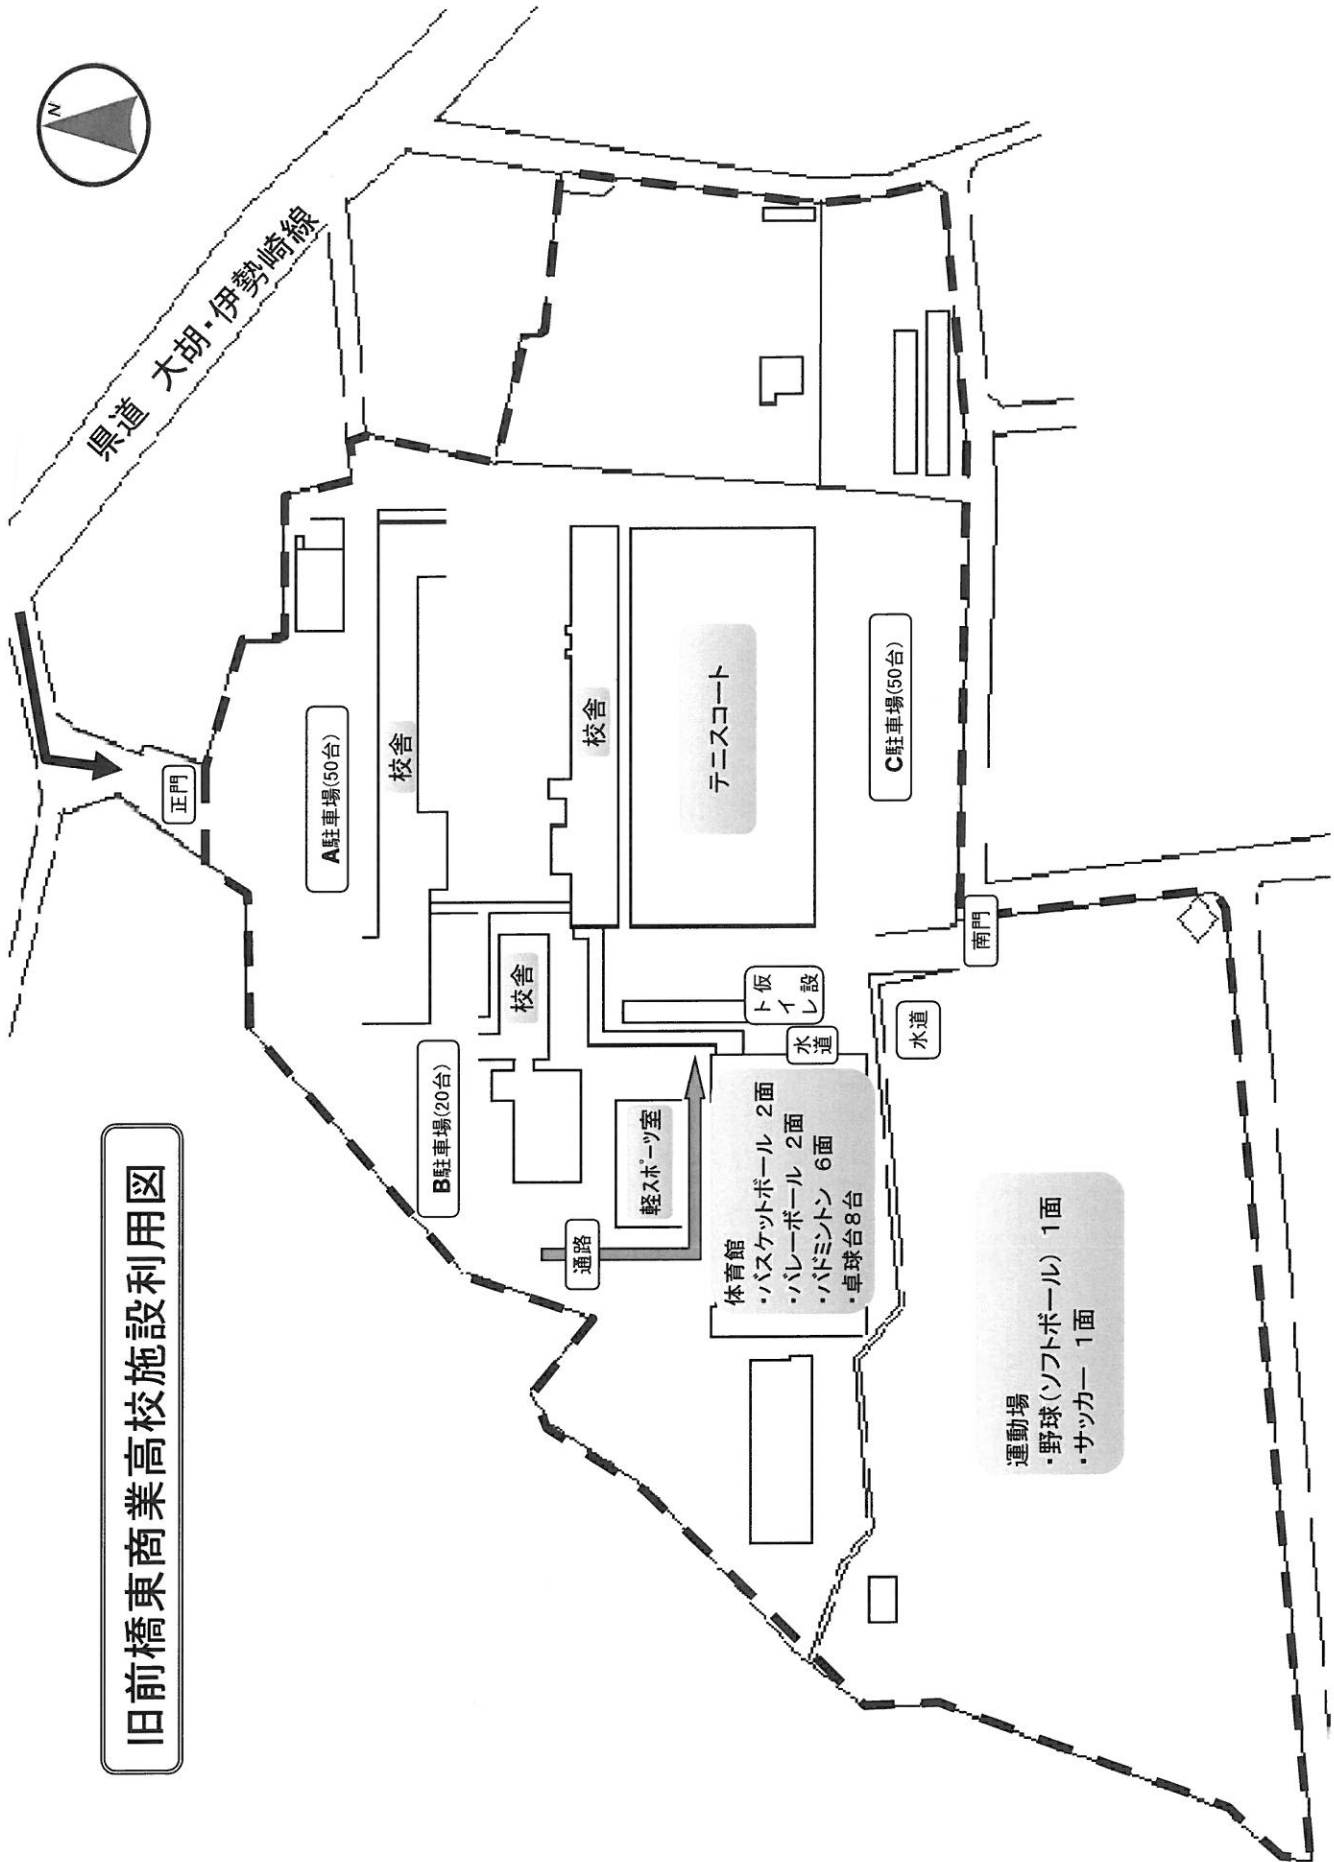 旧前橋東商業高校施設利用図
N
県道 大胡・伊勢崎線
正門
A駐車場(50台)
校舎
B駐車場(20台)
校舎
校舎
テニスコート
C駐車場(50台)
通路
軽スポーツ室
仮設
トイレ
水道
体育館
・バスケットボール 2面
・バレーボール 2面
・バドミントン 6面
・卓球台8台
南門
水道
運動場
・野球(ソフトボール) 1面
・サッカー 1面